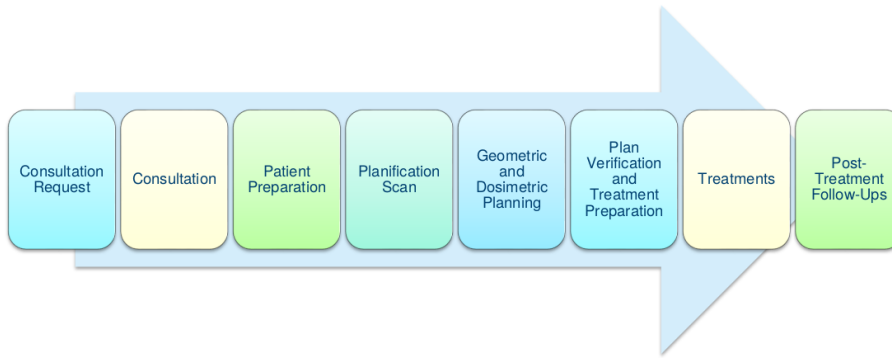 Consultation
Request
Consultation
Patient
Preparation
Planification
Scan
Geometric
and
Dosimetric
Planning
Plan
Verification
and
Treatment
Preparation
Treatments
Post-
Treatment
Follow-Ups